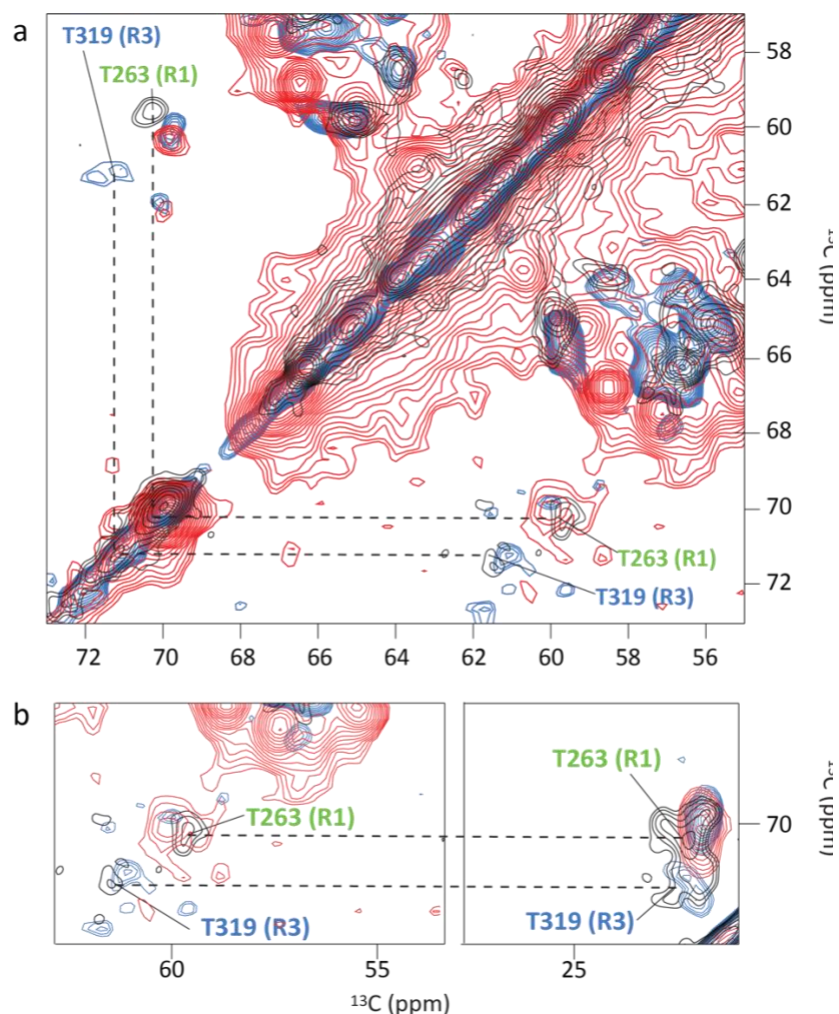 a
T319 (R3)
T263 (R1)
58
60
62
64
66
68
70
72
T263 (R1)
T319 (R3)
72 70 68 66 64 62 60 58 56
¹³C (ppm)
b
T263 (R1)
T319 (R3)
T263 (R1)
T319 (R3)
70
60 55 25
¹³C (ppm)
¹³C (ppm)